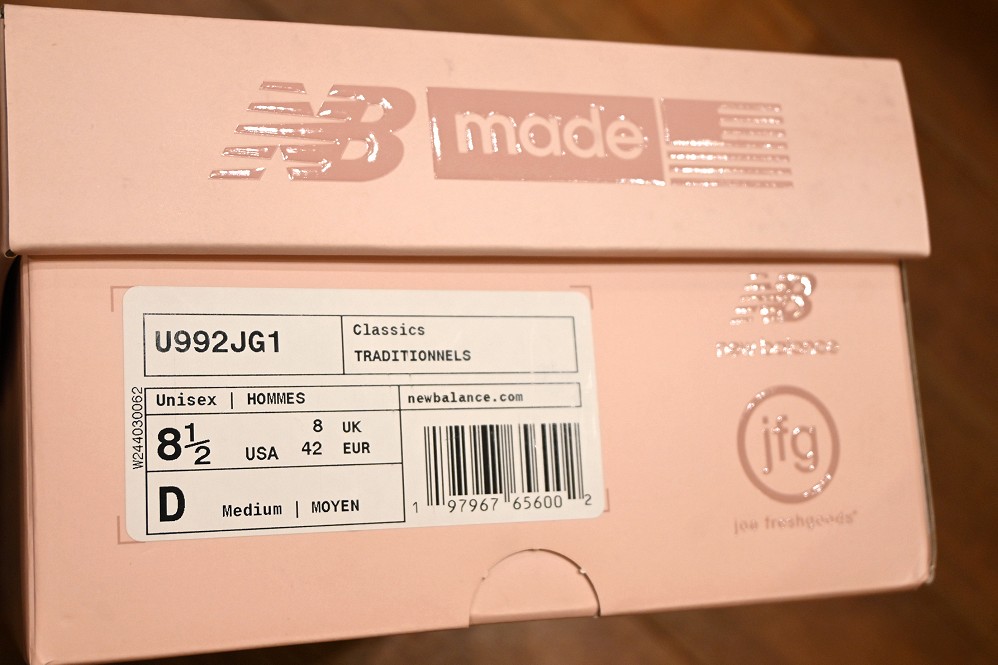 NB made
U992JG1
Classics
TRADITIONNELS
Unisex | HOMMES
newbalance.com
8½ USA
8 UK
42 EUR
D Medium | MOYEN
1 97967 65600 2
W244030062
NB
new balance
jfg
joe freshgoods®